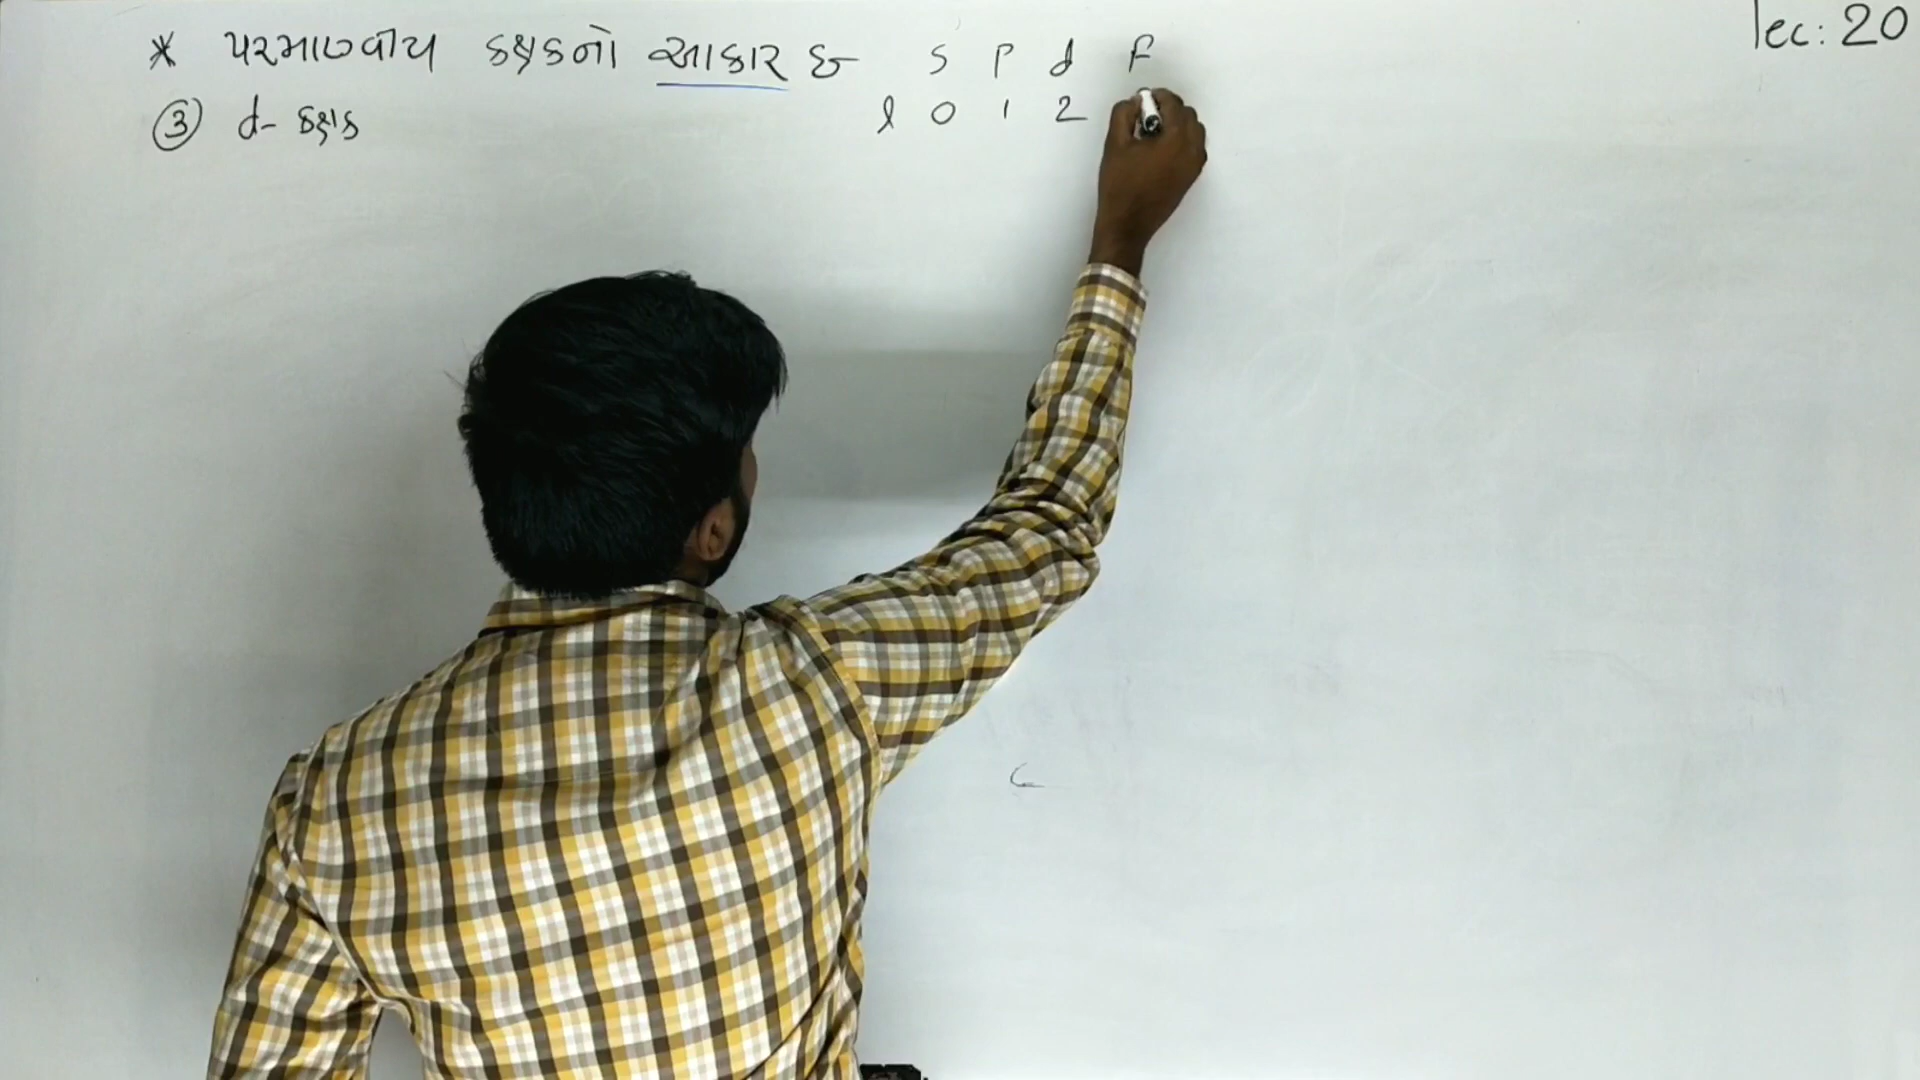 * પરમાણ્વીય કક્ષકનો આકાર :- s p d F
③ d- કક્ષક l 0 1 2
lec: 20